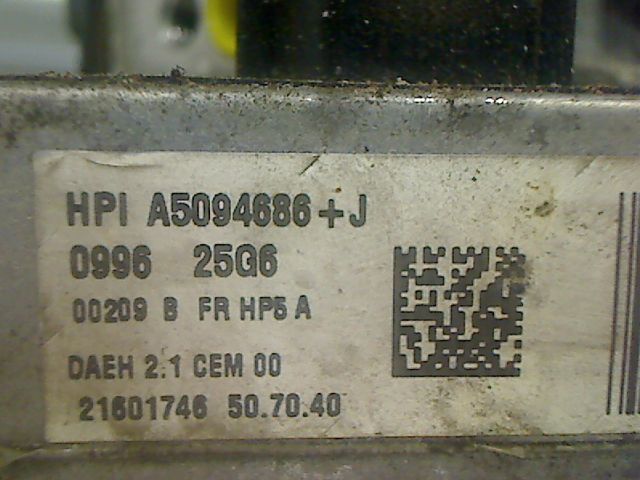 HPI A5094686+J
0996 25G6
00209 B FR HP5 A
DAEH 2.1 CEM 00
21601746 50.70.40